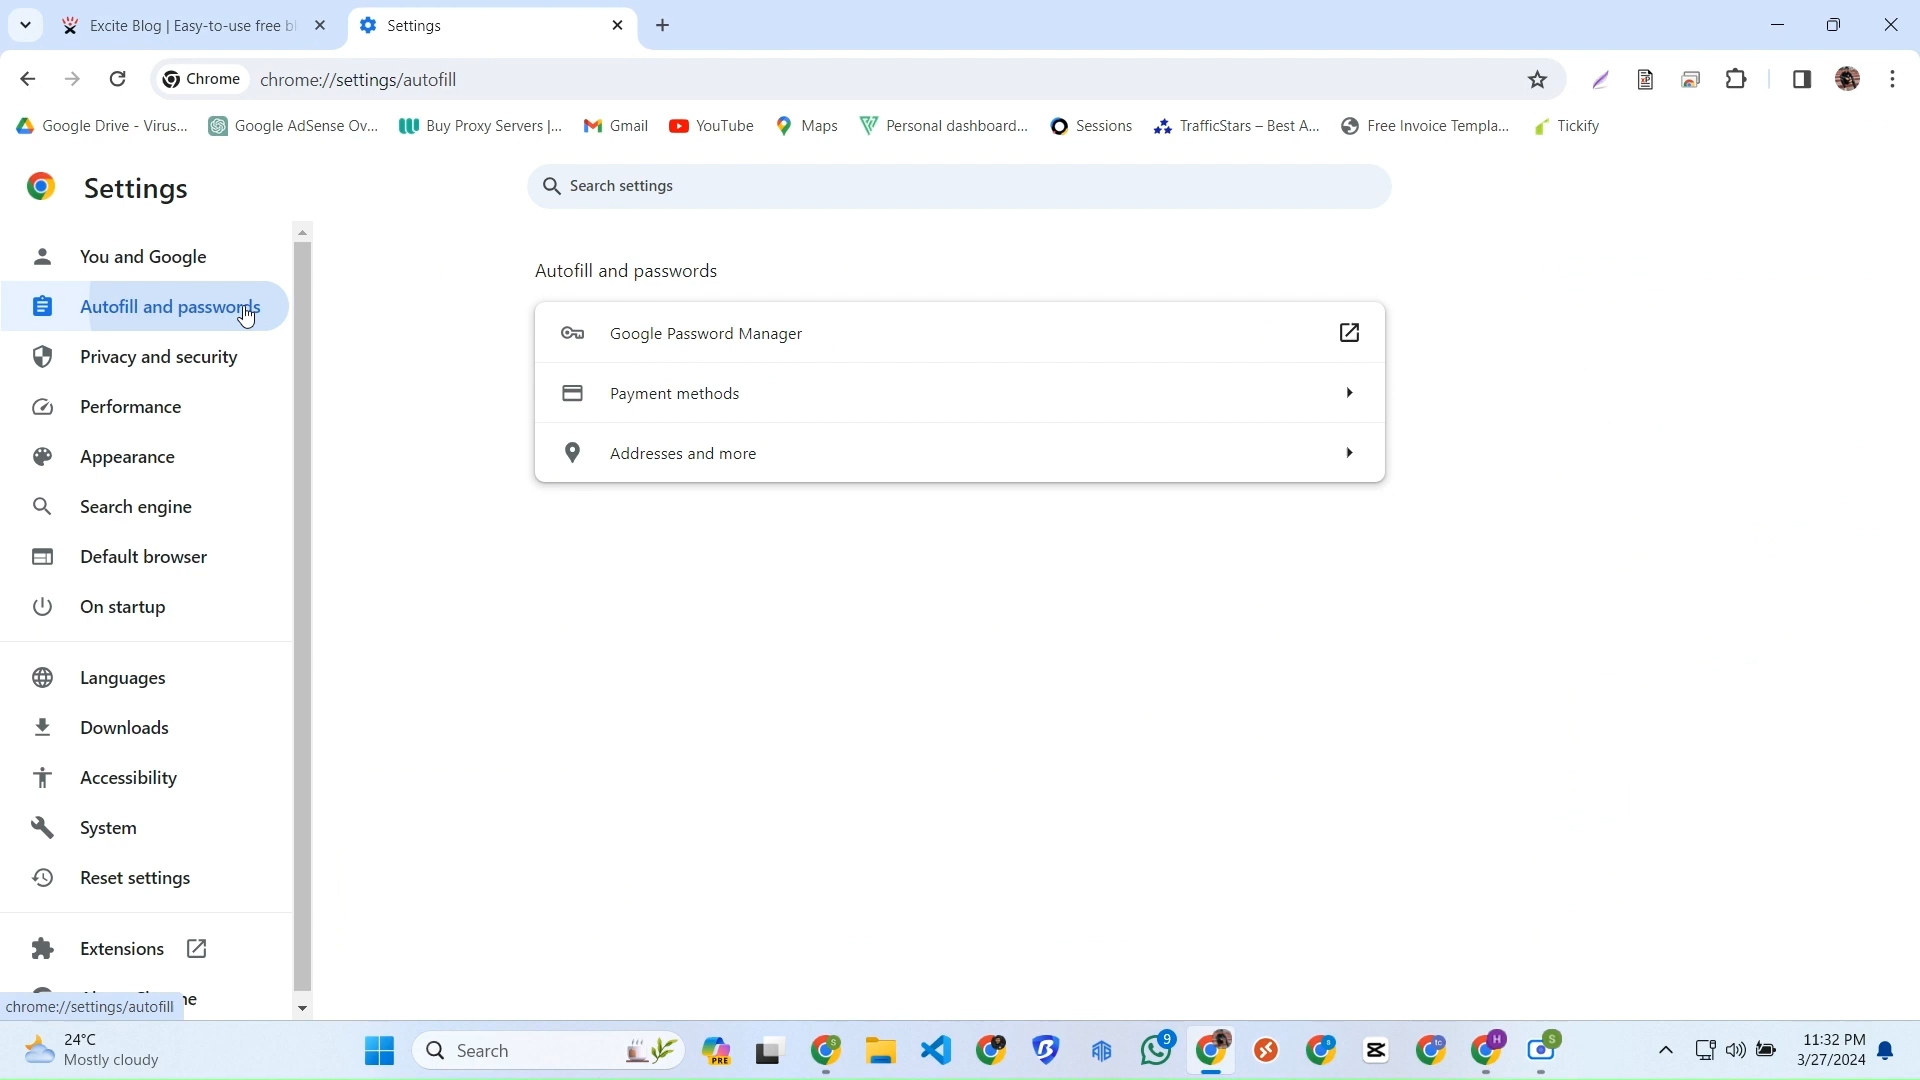 Excite Blog | Easy-to-use free bl
Settings
Chrome
chrome://settings/autofill
Google Drive - Virus...
Google AdSense Ov...
Buy Proxy Servers |...
Gmail
YouTube
Maps
Personal dashboard...
Sessions
TrafficStars – Best A...
Free Invoice Templa...
Tickify
Settings
Search settings
You and Google
Autofill and passwords
Privacy and security
Performance
Appearance
Search engine
Default browser
On startup
Languages
Downloads
Accessibility
System
Reset settings
Extensions
Autofill and passwords
Google Password Manager
Payment methods
Addresses and more
chrome://settings/autofill
24°C
Mostly cloudy
Search
PRE
9
11:32 PM
3/27/2024